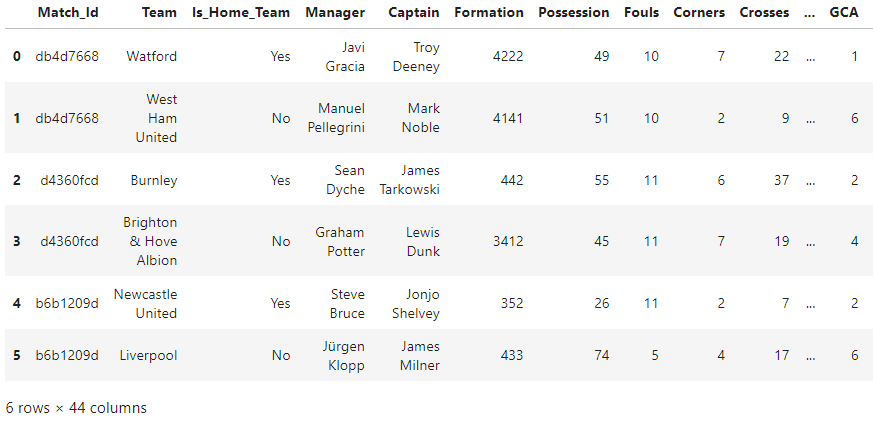 Match_Id Team Is_Home_Team Manager Captain Formation Possession Fouls Corners Crosses ... GCA
0 db4d7668 Watford Yes Javi Gracia Troy Deeney 4222 49 10 7 22 ... 1
1 db4d7668 West Ham United No Manuel Pellegrini Mark Noble 4141 51 10 2 9 ... 6
2 d4360fcd Burnley Yes Sean Dyche James Tarkowski 442 55 11 6 37 ... 2
3 d4360fcd Brighton & Hove Albion No Graham Potter Lewis Dunk 3412 45 11 7 19 ... 4
4 b6b1209d Newcastle United Yes Steve Bruce Jonjo Shelvey 352 26 11 2 7 ... 2
5 b6b1209d Liverpool No Jürgen Klopp James Milner 433 74 5 4 17 ... 6
6 rows × 44 columns